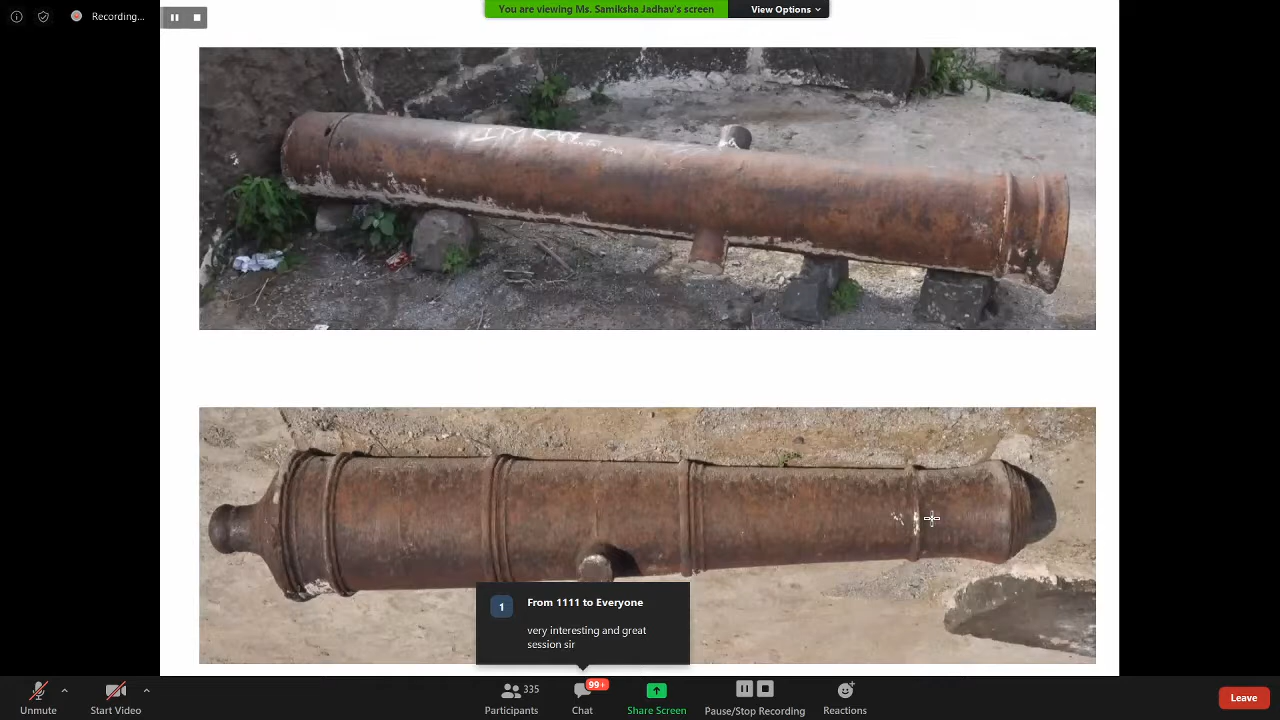 Recording...
You are viewing Ms. Samiksha Jadhav's screen
View Options
IMRAN
1
From 1111 to Everyone
very interesting and great
session sir
Unmute
Start Video
335
Participants
99+
Chat
Share Screen
Pause/Stop Recording
Reactions
Leave